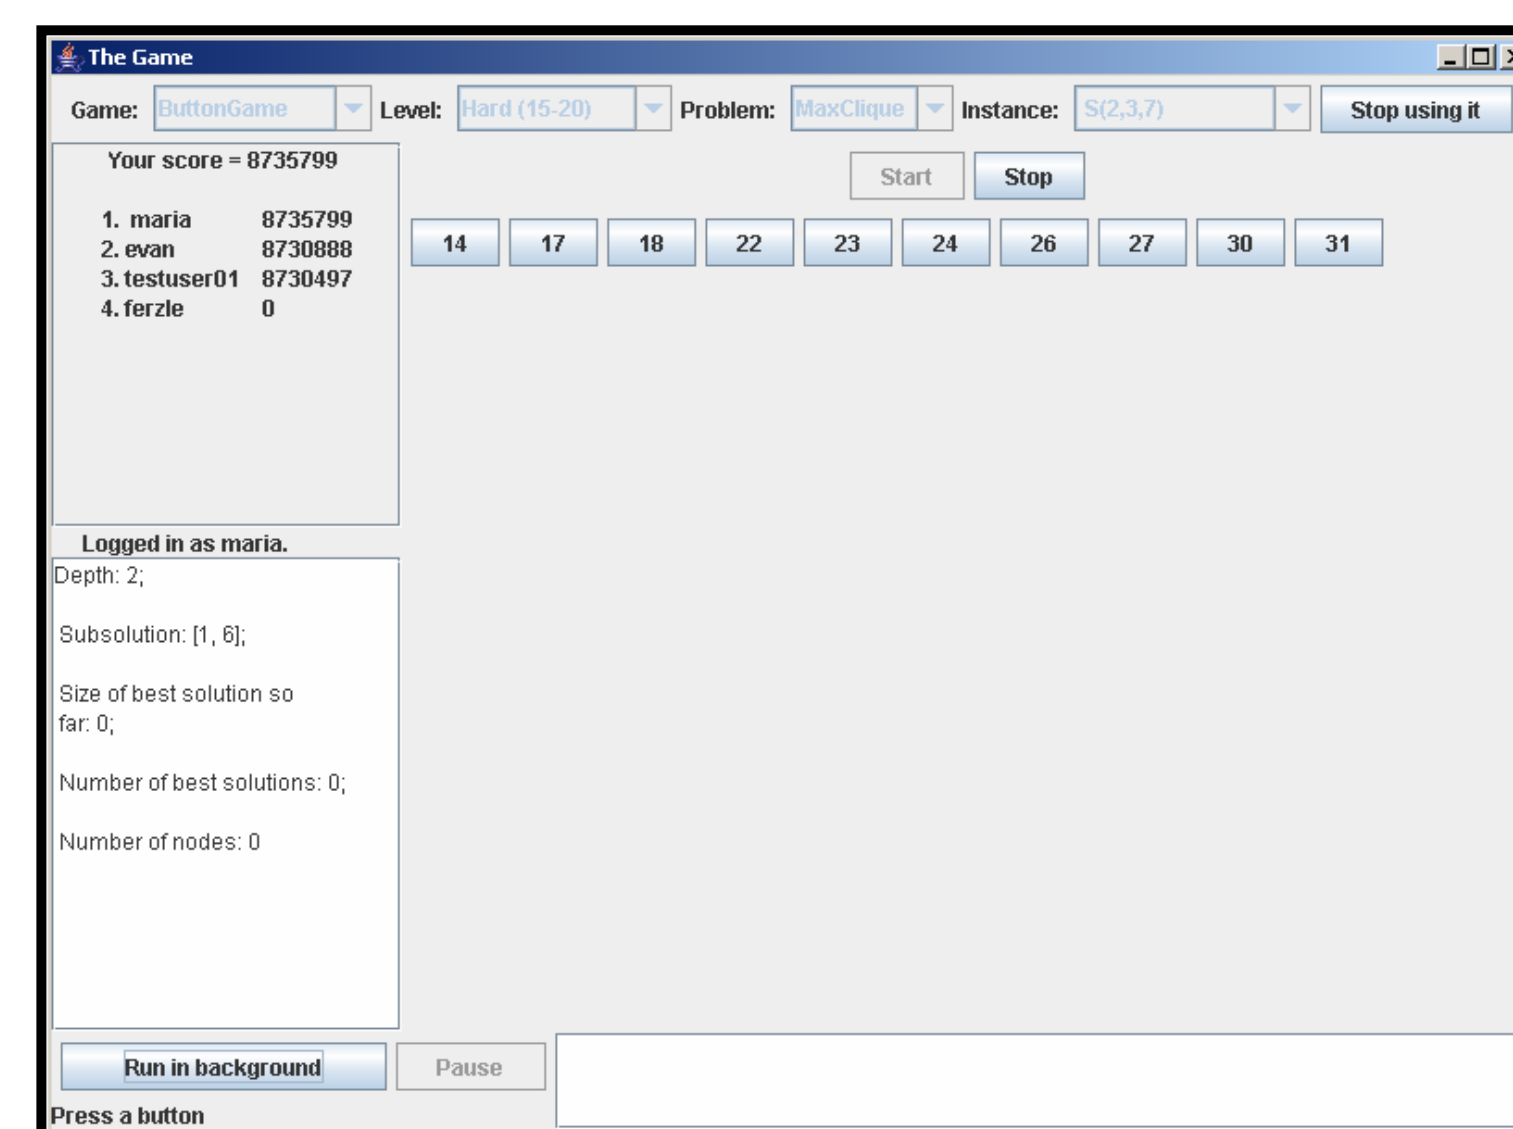 The Game
Game: ButtonGame Level: Hard (15-20) Problem: MaxClique Instance: S(2,3,7) Stop using it
Your score = 8735799
1. maria 8735799
2. evan 8730888
3. testuser01 8730497
4. ferzle 0
Start Stop
14 17 18 22 23 24 26 27 30 31
Logged in as maria.
Depth: 2;
Subsolution: [1, 6];
Size of best solution so
far: 0;
Number of best solutions: 0;
Number of nodes: 0
Run in background Pause
Press a button